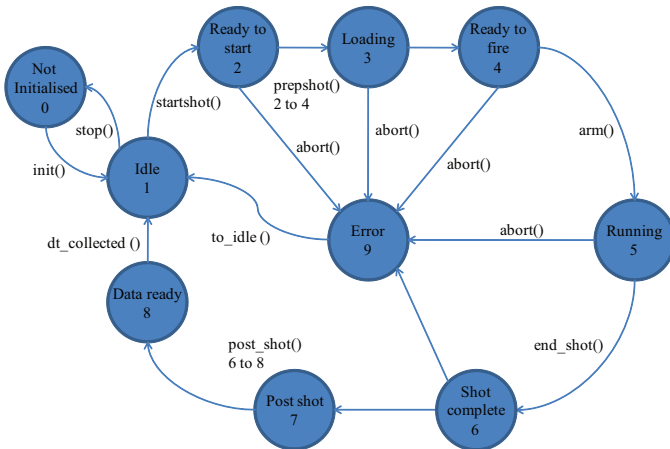 Ready to
start
2
Loading
3
Ready to
fire
4
Not
Initialised
0
startshot()
prepshot()
2 to 4
stop()
abort()
abort()
abort()
arm()
init()
Idle
1
Error
9
abort()
Running
5
dt_collected ()
to_idle ()
Data ready
8
post_shot()
6 to 8
end_shot()
Post shot
7
Shot
complete
6